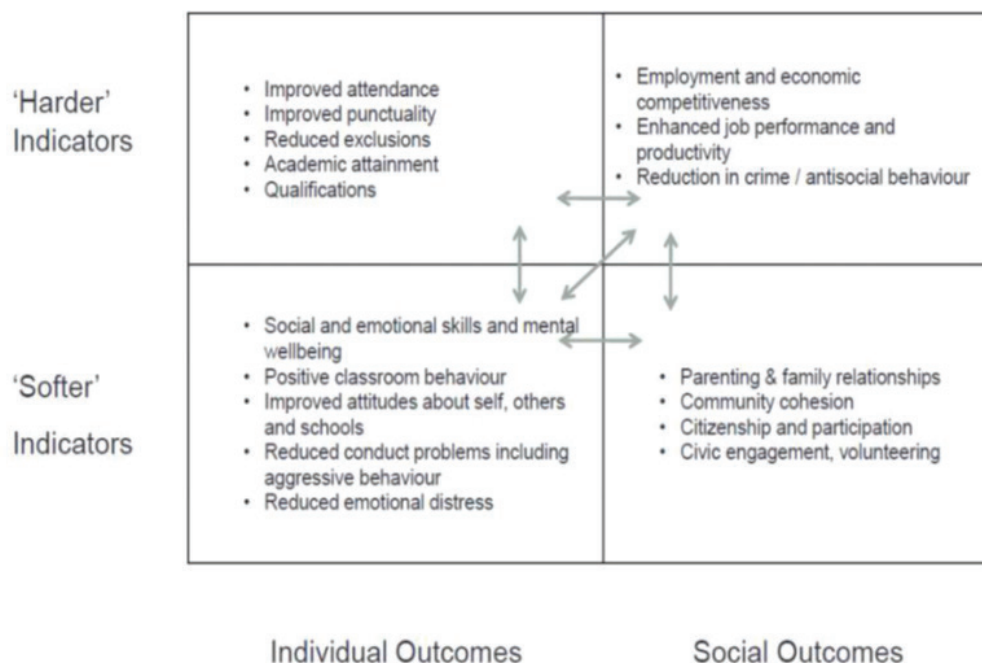 'Harder'
Indicators
• Improved attendance
• Improved punctuality
• Reduced exclusions
• Academic attainment
• Qualifications
• Employment and economic
competitiveness
• Enhanced job performance and
productivity
• Reduction in crime / antisocial behaviour
'Softer'
Indicators
• Social and emotional skills and mental
wellbeing
• Positive classroom behaviour
• Improved attitudes about self, others
and schools
• Reduced conduct problems including
aggressive behaviour
• Reduced emotional distress
• Parenting & family relationships
• Community cohesion
• Citizenship and participation
• Civic engagement, volunteering
Individual Outcomes
Social Outcomes